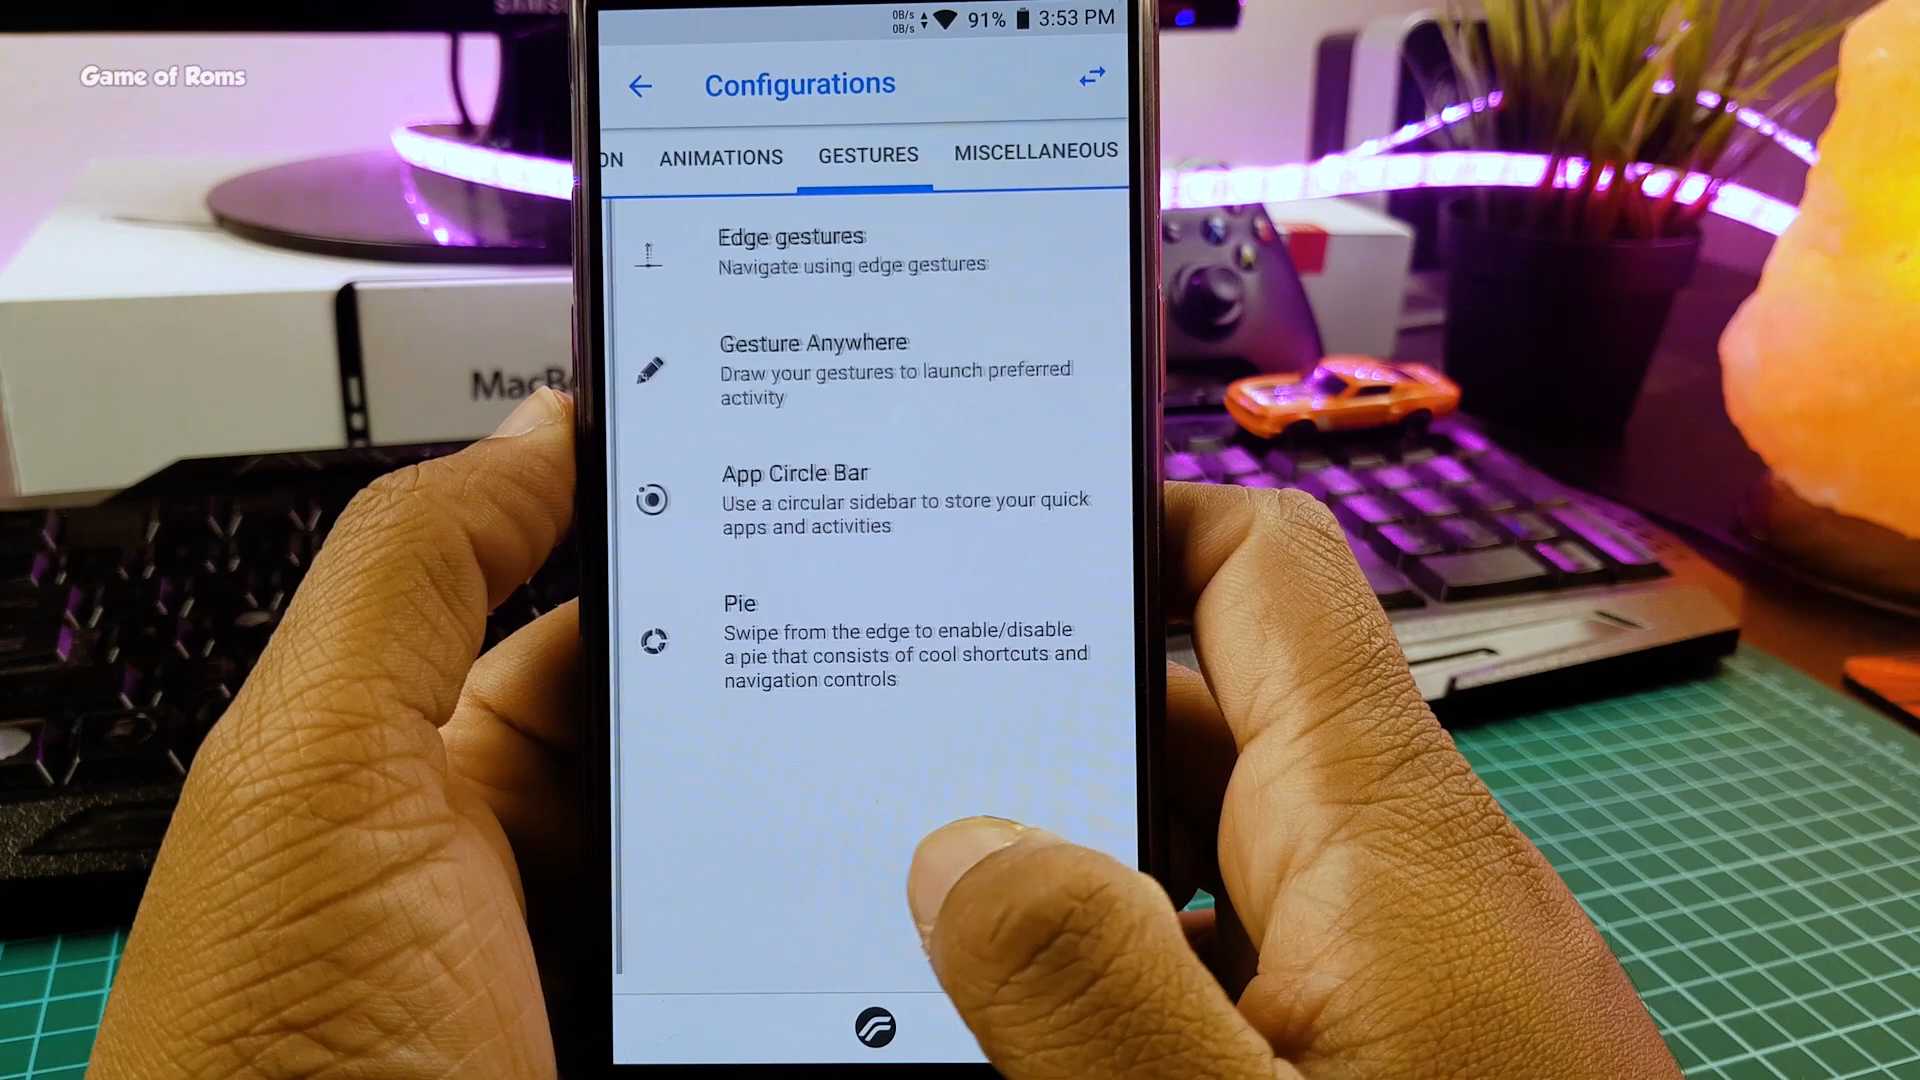 SAMSU
Game of Roms
0B/s
0B/s
91%
3:53 PM
Configurations
ON
ANIMATIONS
GESTURES
MISCELLANEOUS
Edge gestures
Navigate using edge gestures
Gesture Anywhere
Draw your gestures to launch preferred
activity
MacBo
App Circle Bar
Use a circular sidebar to store your quick
apps and activities
Pie
Swipe from the edge to enable/disable
a pie that consists of cool shortcuts and
navigation controls